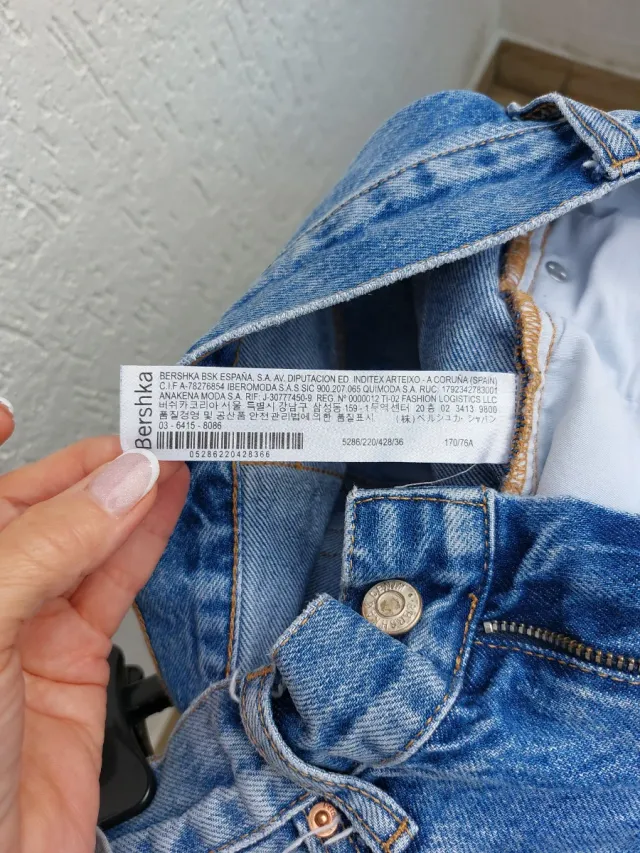 Bershka
BERSHKA BSK ESPAÑA, S.A. AV. DIPUTACION ED. INDITEX ARTEIXO - A CORUÑA (SPAIN)
C.I.F A-78276854 IBEROMODA S.A.S SIC 900.207.065 QUIMODA S.A. RUC: 1792342783001
ANAKENA MODA S.A. RIF: J-30777450-9. REG. Nº 0000012 TI-02 FASHION LOGISTICS LLC
버쉬카코리아 서울 특별시 강남구 삼성동 159-1 무역센터 20층 02 3413 9800
품질경영 및 공산품 안전관리법에 의한 품질표시 (株)ベルシュカ ジャパン
03 - 6415 - 8086
5286/220/428/36 170/76A
05286220428366
DENIM